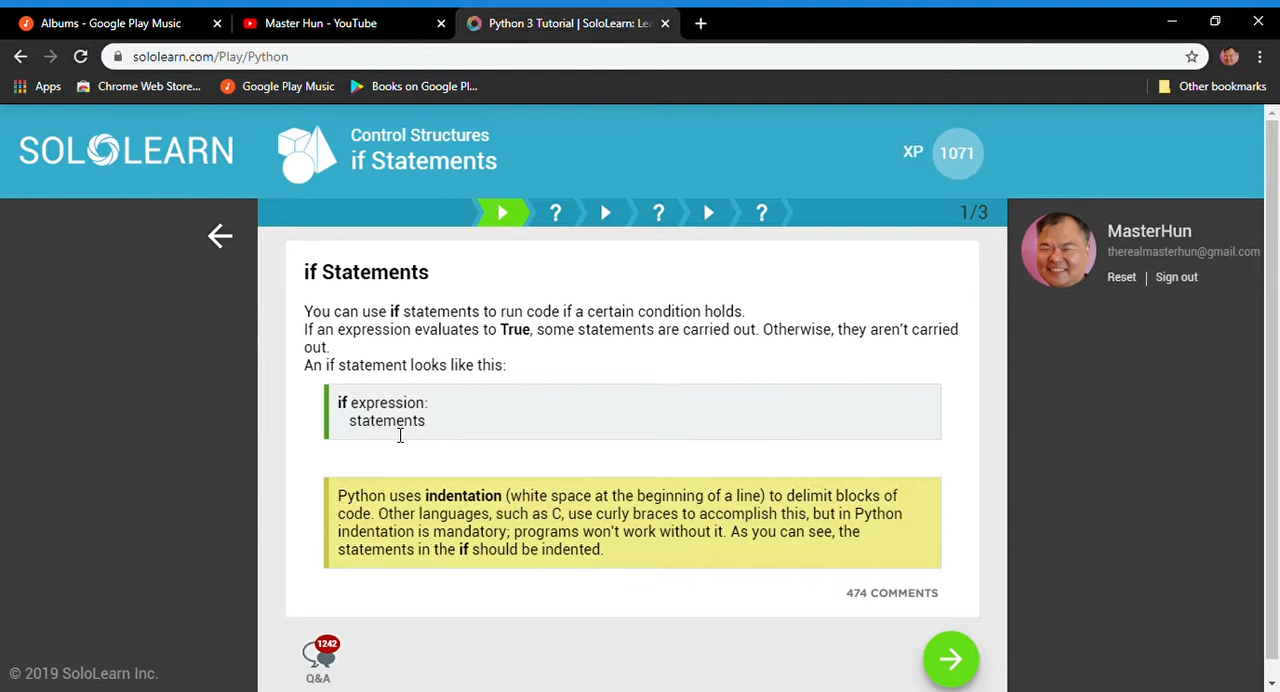 Albums - Google Play Music
Master Hun - YouTube
Python 3 Tutorial | SoloLearn: Le
sololearn.com/Play/Python
Apps
Chrome Web Store...
Google Play Music
Books on Google Pl...
Other bookmarks
SOLOLEARN
Control Structures
if Statements
XP 1071
? ? ? 1/3
MasterHun
therealmasterhun@gmail.com
Reset | Sign out
if Statements
You can use if statements to run code if a certain condition holds.
If an expression evaluates to True, some statements are carried out. Otherwise, they aren't carried
out.
An if statement looks like this:
if expression:
statements
Python uses indentation (white space at the beginning of a line) to delimit blocks of
code. Other languages, such as C, use curly braces to accomplish this, but in Python
indentation is mandatory; programs won't work without it. As you can see, the
statements in the if should be indented.
474 COMMENTS
1242
Q&A
© 2019 SoloLearn Inc.